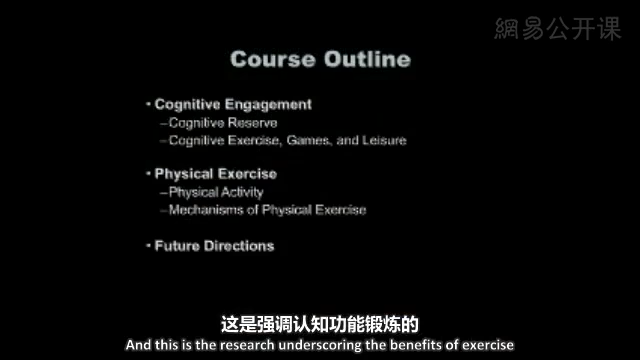 網易公开课
Course Outline
• Cognitive Engagement
–Cognitive Reserve
–Cognitive Exercise, Games, and Leisure
• Physical Exercise
–Physical Activity
–Mechanisms of Physical Exercise
• Future Directions
这是强调认知功能锻炼的
And this is the research underscoring the benefits of exercise